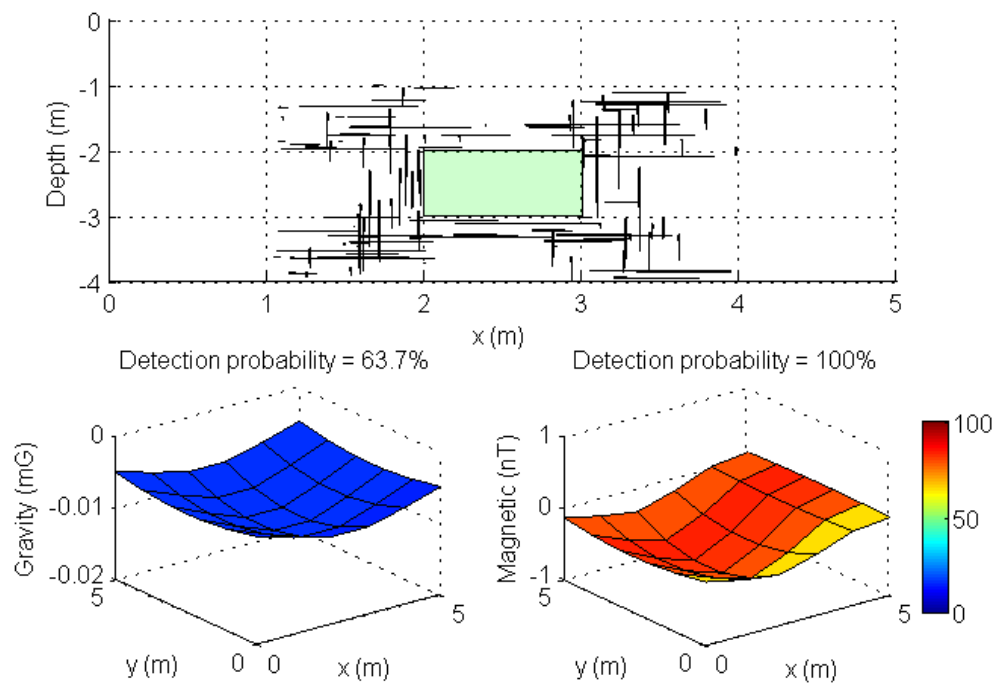 0
-1
-2
-3
-4
Depth (m)
0 1 2 3 4 5
x (m)
Detection probability = 63.7%
Detection probability = 100%
0
-0.01
-0.02
Gravity (mG)
5
0
y (m)
0
5
x (m)
1
0
-1
Magnetic (nT)
5
0
y (m)
0
5
x (m)
100
50
0